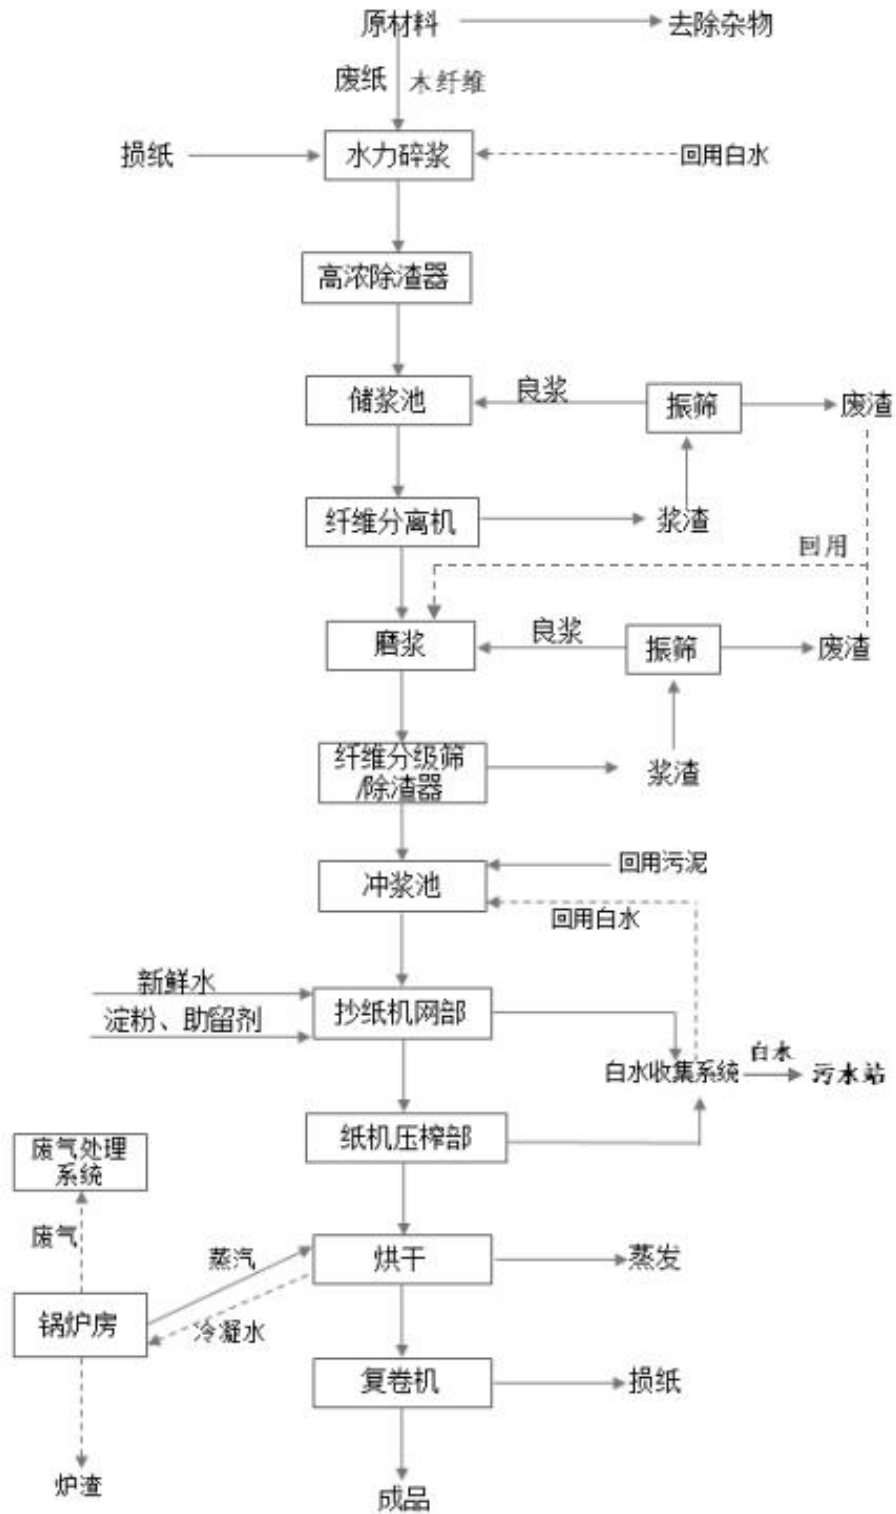 原材料
去除杂物
废纸
木纤维
损纸
水力碎浆
回用白水
高浓除渣器
储浆池
良浆
振筛
废渣
纤维分离机
浆渣
回用
磨浆
良浆
振筛
废渣
纤维分级筛
/除渣器
浆渣
冲浆池
回用污泥
回用白水
新鲜水
淀粉、助留剂
抄纸机网部
白水收集系统
白水
污水站
纸机压榨部
废气处理
系统
废气
蒸汽
烘干
蒸发
锅炉房
冷凝水
复卷机
损纸
炉渣
成品